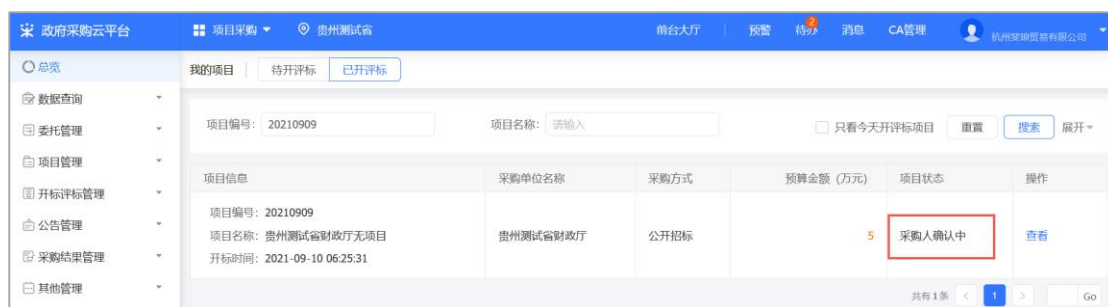 政府采购云平台 项目采购 贵州测试省 前台大厅 预警 待办 2 消息 CA管理
总览 我的项目 待开评标 已开评标
数据查询
项目编号: 20210909 项目名称: 请输入 只看今天开评标项目 重置 搜索 展开
委托管理
项目管理
项目信息 采购单位名称 采购方式 预算金额 (万元) 项目状态 操作
开标评标管理
项目编号: 20210909
公告管理
项目名称: 贵州测试省财政厅无项目 贵州测试省财政厅 公开招标 5 采购人确认中 查看
采购结果管理
开标时间: 2021-09-10 06:25:31
其他管理
共有1条 < 1 > Go